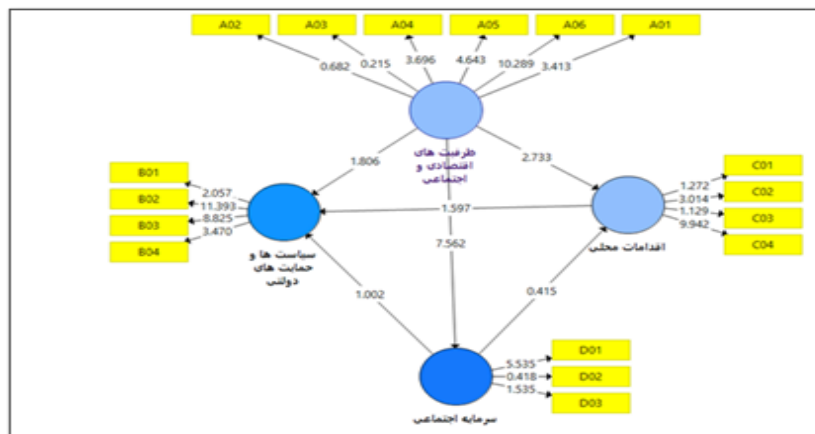 A02 A03 A04 A05 A06 A01
0.682 0.215 3.696 4.643 10.289 3.413
ظرفیت های
اقتصادی و
اجتماعی
1.806
2.733
B01
B02
B03
B04
2.057
11.393
8.825
3.470
سیاست ها و
حمایت های
دولتی
1.597
7.562
C01
C02
C03
C04
1.272
3.014
1.129
9.942
اقدامات محلی
1.002
0.415
D01
D02
D03
5.535
0.418
1.535
سرمایه اجتماعی